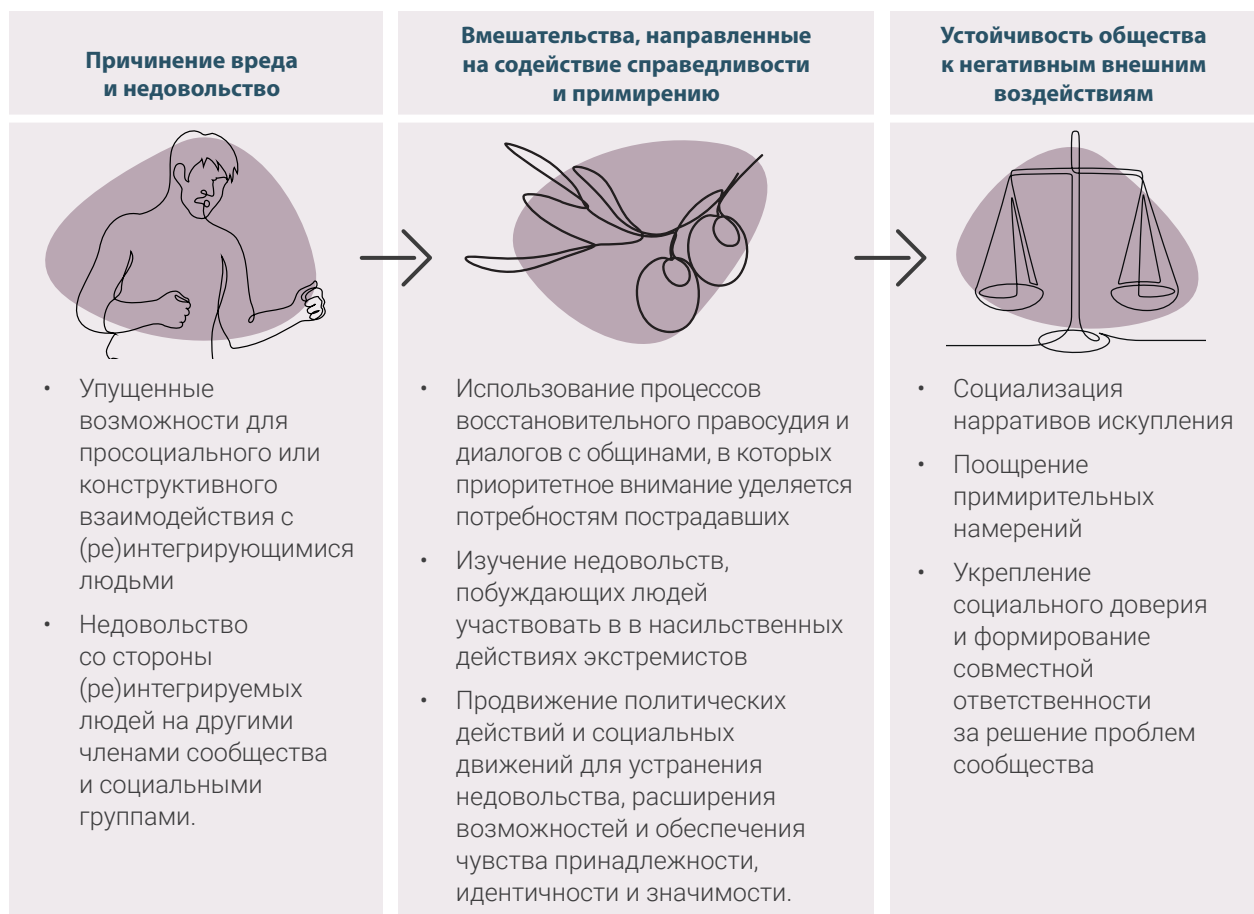 Причинение вреда
и недовольство
Вмешательства, направленные
на содействие справедливости
и примирению
Устойчивость общества
к негативным внешним
воздействиям
• Упущенные
возможности для
просоциального или
конструктивного
взаимодействия с
(ре)интегрирующимися
людьми
• Недовольство
со стороны
(ре)интегрируемых
людей на другими
членами сообщества
и социальными
группами.
• Использование процессов
восстановительного правосудия и
диалогов с общинами, в которых
приоритетное внимание уделяется
потребностям пострадавших
• Изучение недовольств,
побуждающих людей
участвовать в в насильственных
действиях экстремистов
• Продвижение политических
действий и социальных
движений для устранения
недовольства, расширения
возможностей и обеспечения
чувства принадлежности,
идентичности и значимости.
• Социализация
нарративов искупления
• Поощрение
примирительных
намерений
• Укрепление
социального доверия
и формирование
совместной
ответственности
за решение проблем
сообщества